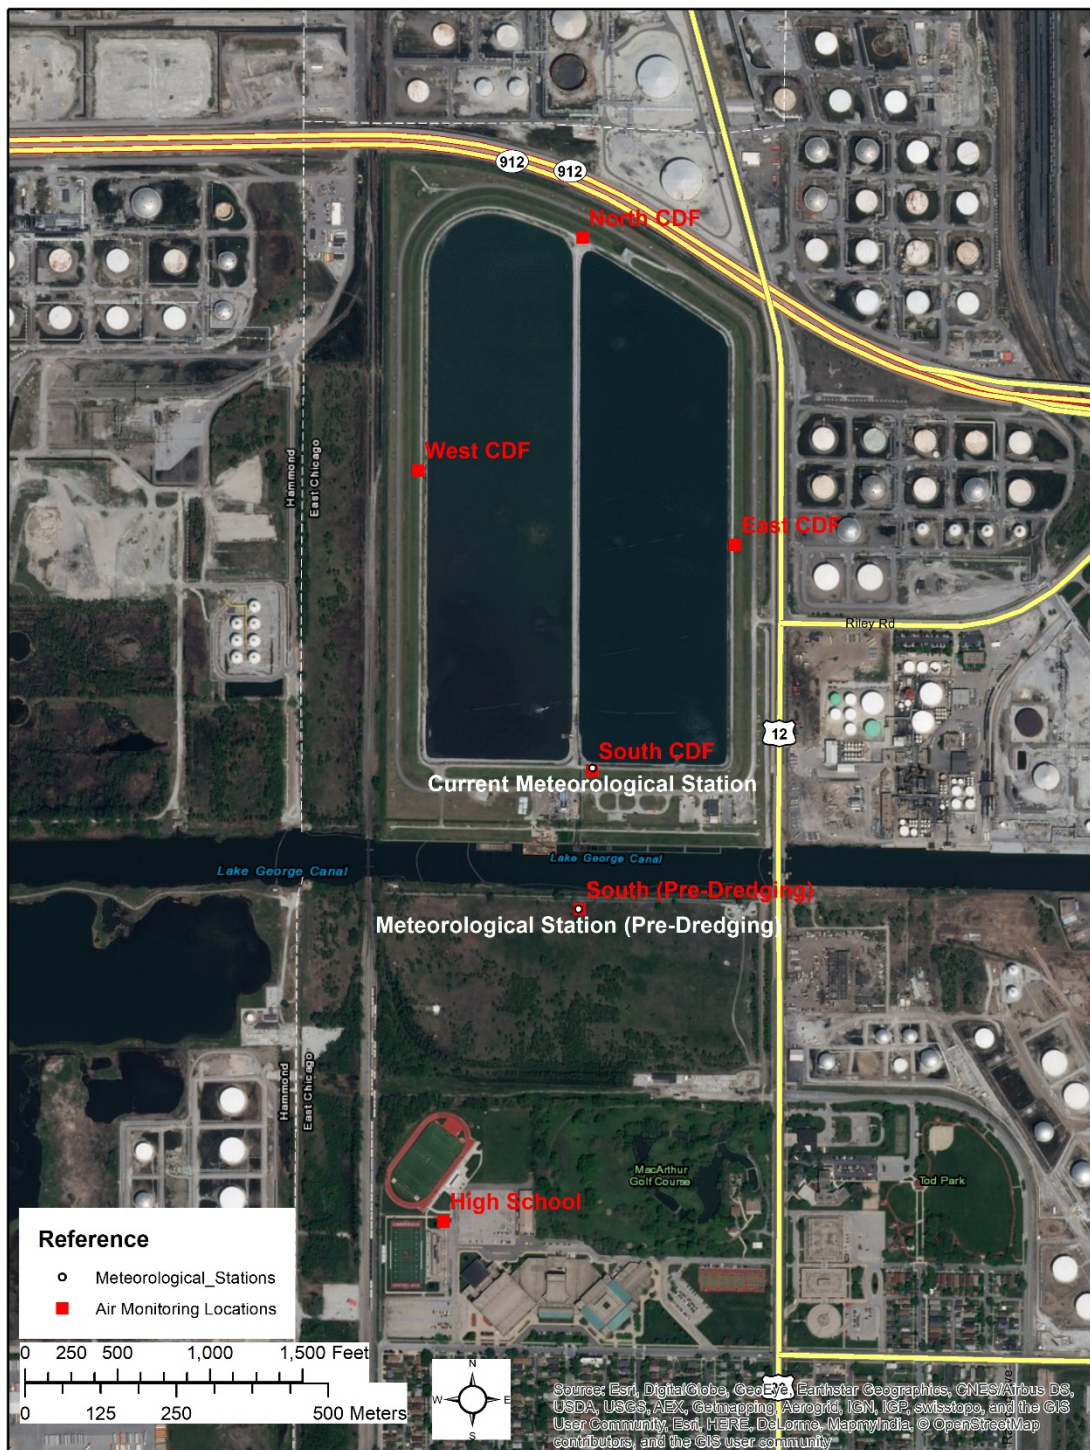 912
912
North CDF
West CDF
Hammond
East Chicago
East CDF
Riley Rd
12
South CDF
Current Meteorological Station
Lake George Canal
Lake George Canal
South (Pre-Dredging)
Meteorological Station (Pre-Dredging)
Hammond
East Chicago
MacArthur
Golf Course
Tod Park
High School
Reference
Meteorological_Stations
Air Monitoring Locations
0 250 500 1,000 1,500 Feet
0 125 250 500 Meters
N
W E
S
Source: Esri, DigitalGlobe, GeoEye, Earthstar Geographics, CNES/Airbus DS,
USDA, USGS, AEX, Getmapping, Aerogrid, IGN, IGP, swisstopo, and the GIS
User Community, Esri, HERE, DeLorme, MapmyIndia, © OpenStreetMap
contributors, and the GIS user community